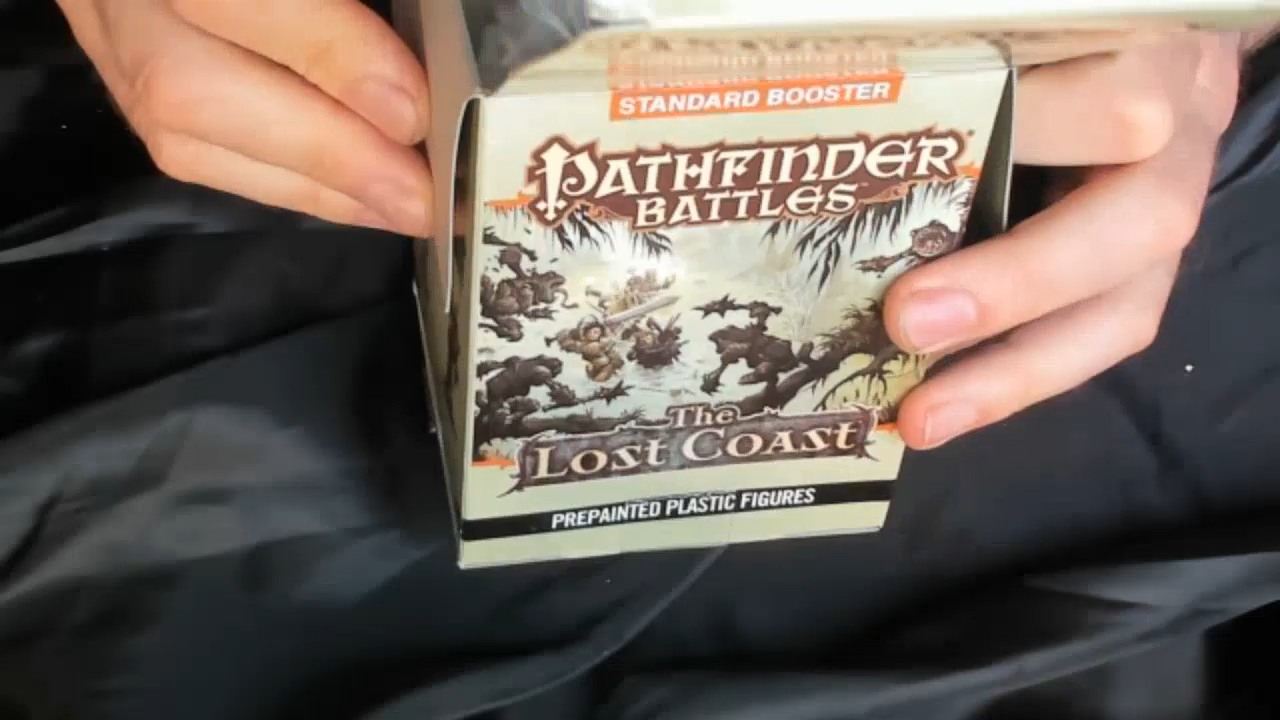 STANDARD BOOSTER
PATHFINDER
BATTLES
The
LOST COAST
PREPAINTED PLASTIC FIGURES